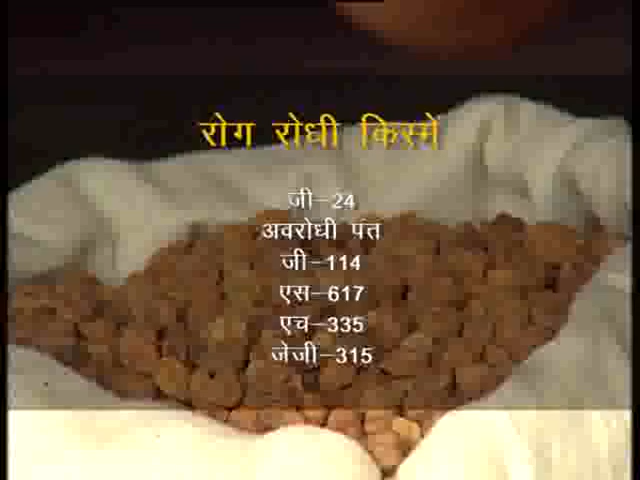 रोग रोधी किस्में
जी-24
अवरोधी पंत
जी-114
एस-617
एच-335
जेजी-315